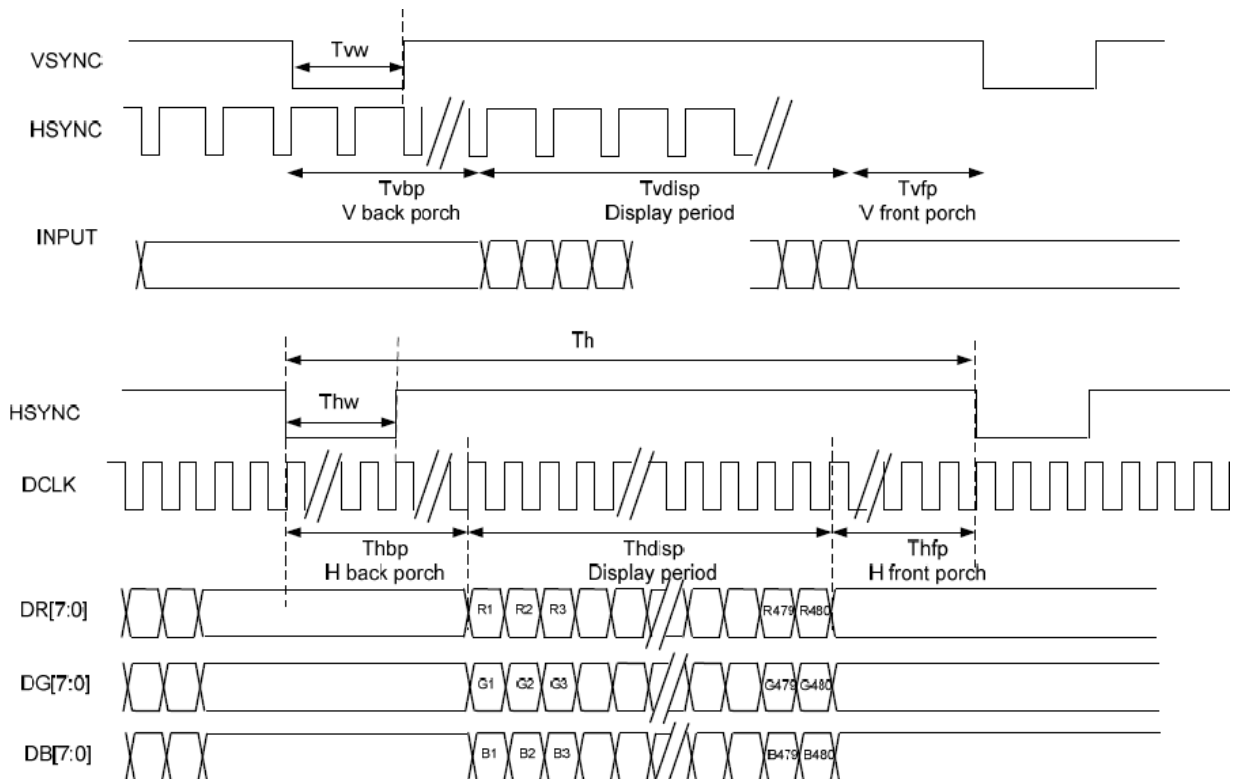 Tvw
VSYNC
HSYNC
Tvbp Tvdisp Tvfp
V back porch Display period V front porch
INPUT
Th
HSYNC
Thw
DCLK
Thbp Thdisp Thfp
H back porch Display period H front porch
DR[7:0] R1 R2 R3 R479 R480
DG[7:0] G1 G2 G3 G479 G480
DB[7:0] B1 B2 B3 B479 B480